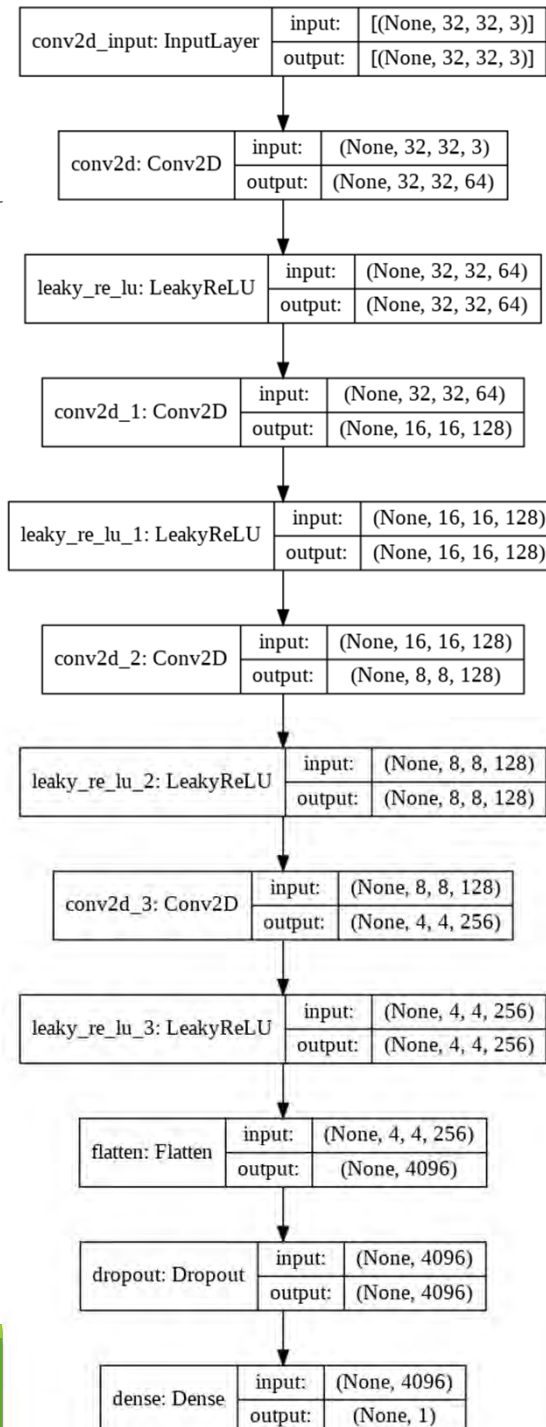 conv2d_input: InputLayer
input: [(None, 32, 32, 3)]
output: [(None, 32, 32, 3)]
conv2d: Conv2D
input: (None, 32, 32, 3)
output: (None, 32, 32, 64)
leaky_re_lu: LeakyReLU
input: (None, 32, 32, 64)
output: (None, 32, 32, 64)
conv2d_1: Conv2D
input: (None, 32, 32, 64)
output: (None, 16, 16, 128)
leaky_re_lu_1: LeakyReLU
input: (None, 16, 16, 128)
output: (None, 16, 16, 128)
conv2d_2: Conv2D
input: (None, 16, 16, 128)
output: (None, 8, 8, 128)
leaky_re_lu_2: LeakyReLU
input: (None, 8, 8, 128)
output: (None, 8, 8, 128)
conv2d_3: Conv2D
input: (None, 8, 8, 128)
output: (None, 4, 4, 256)
leaky_re_lu_3: LeakyReLU
input: (None, 4, 4, 256)
output: (None, 4, 4, 256)
flatten: Flatten
input: (None, 4, 4, 256)
output: (None, 4096)
dropout: Dropout
input: (None, 4096)
output: (None, 4096)
dense: Dense
input: (None, 4096)
output: (None, 1)